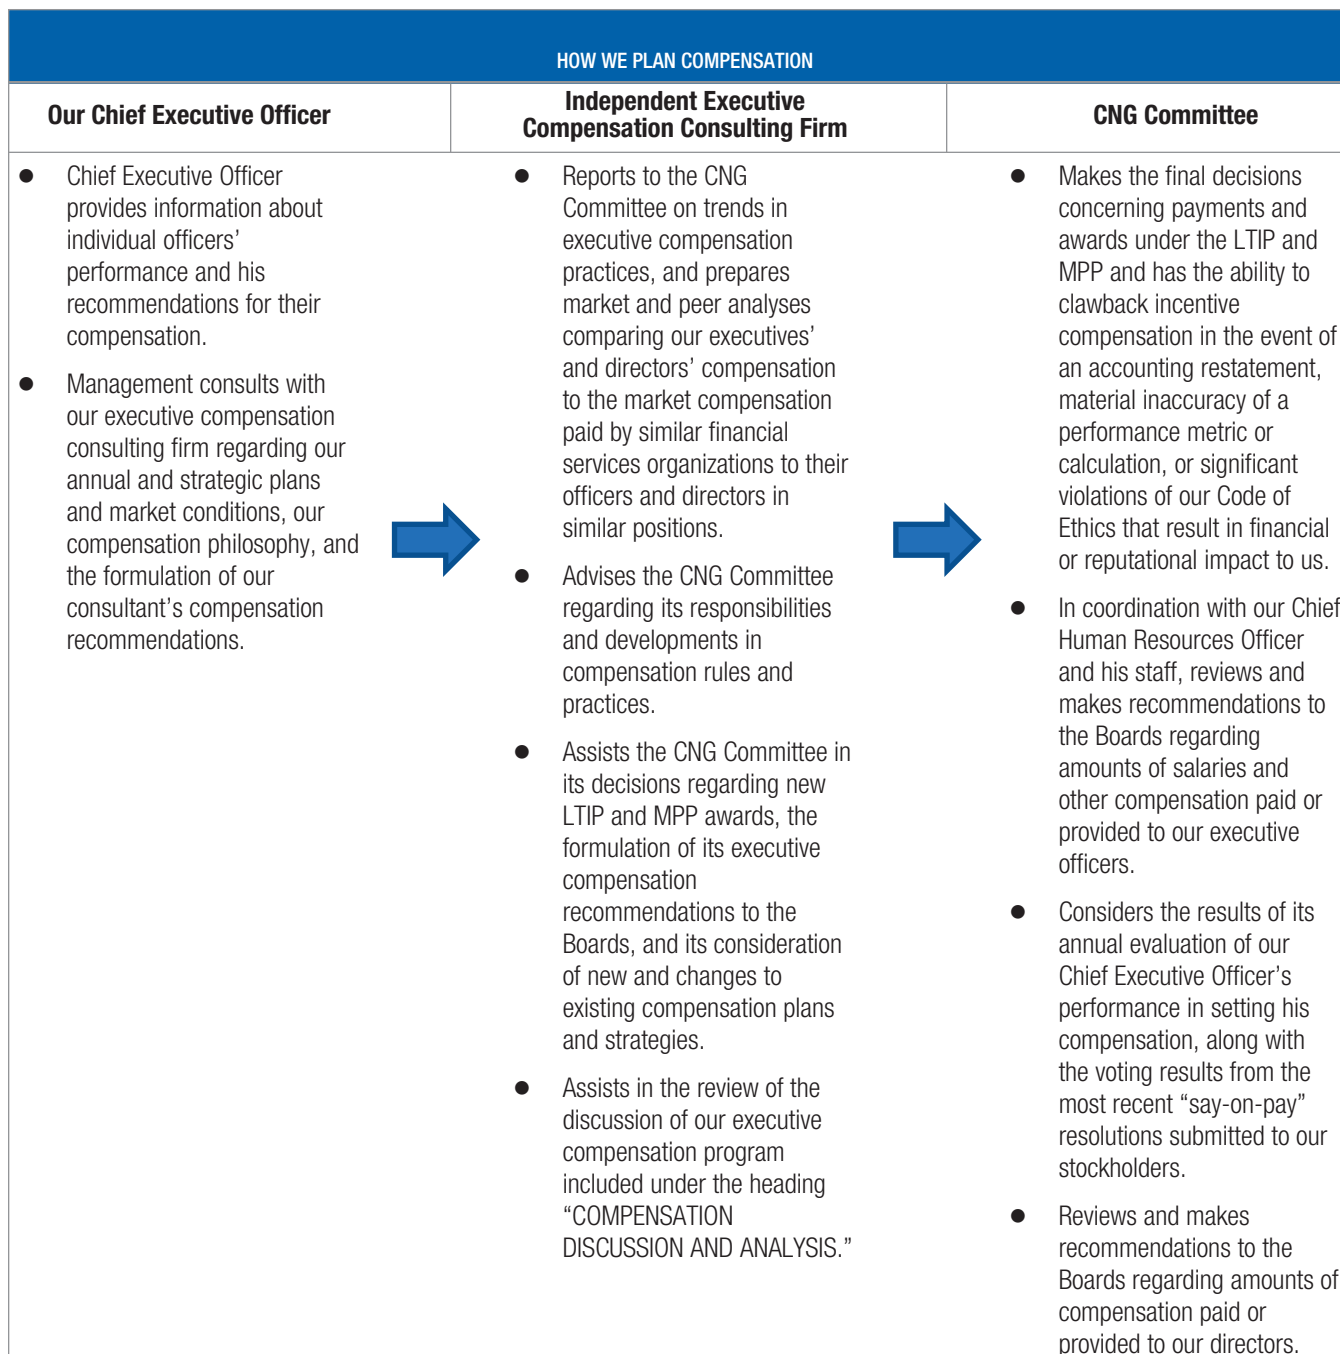 HOW WE PLAN COMPENSATION
Our Chief Executive Officer
Independent Executive
Compensation Consulting Firm
CNG Committee
● Chief Executive Officer
provides information about
individual officers’
performance and his
recommendations for their
compensation.
● Management consults with
our executive compensation
consulting firm regarding our
annual and strategic plans
and market conditions, our
compensation philosophy, and
the formulation of our
consultant’s compensation
recommendations.
● Reports to the CNG
Committee on trends in
executive compensation
practices, and prepares
market and peer analyses
comparing our executives’
and directors’ compensation
to the market compensation
paid by similar financial
services organizations to their
officers and directors in
similar positions.
● Advises the CNG Committee
regarding its responsibilities
and developments in
compensation rules and
practices.
● Assists the CNG Committee in
its decisions regarding new
LTIP and MPP awards, the
formulation of its executive
compensation
recommendations to the
Boards, and its consideration
of new and changes to
existing compensation plans
and strategies.
● Assists in the review of the
discussion of our executive
compensation program
included under the heading
“COMPENSATION
DISCUSSION AND ANALYSIS.”
● Makes the final decisions
concerning payments and
awards under the LTIP and
MPP and has the ability to
clawback incentive
compensation in the event of
an accounting restatement,
material inaccuracy of a
performance metric or
calculation, or significant
violations of our Code of
Ethics that result in financial
or reputational impact to us.
● In coordination with our Chief
Human Resources Officer
and his staff, reviews and
makes recommendations to
the Boards regarding
amounts of salaries and
other compensation paid or
provided to our executive
officers.
● Considers the results of its
annual evaluation of our
Chief Executive Officer’s
performance in setting his
compensation, along with
the voting results from the
most recent “say-on-pay”
resolutions submitted to our
stockholders.
● Reviews and makes
recommendations to the
Boards regarding amounts of
compensation paid or
provided to our directors.